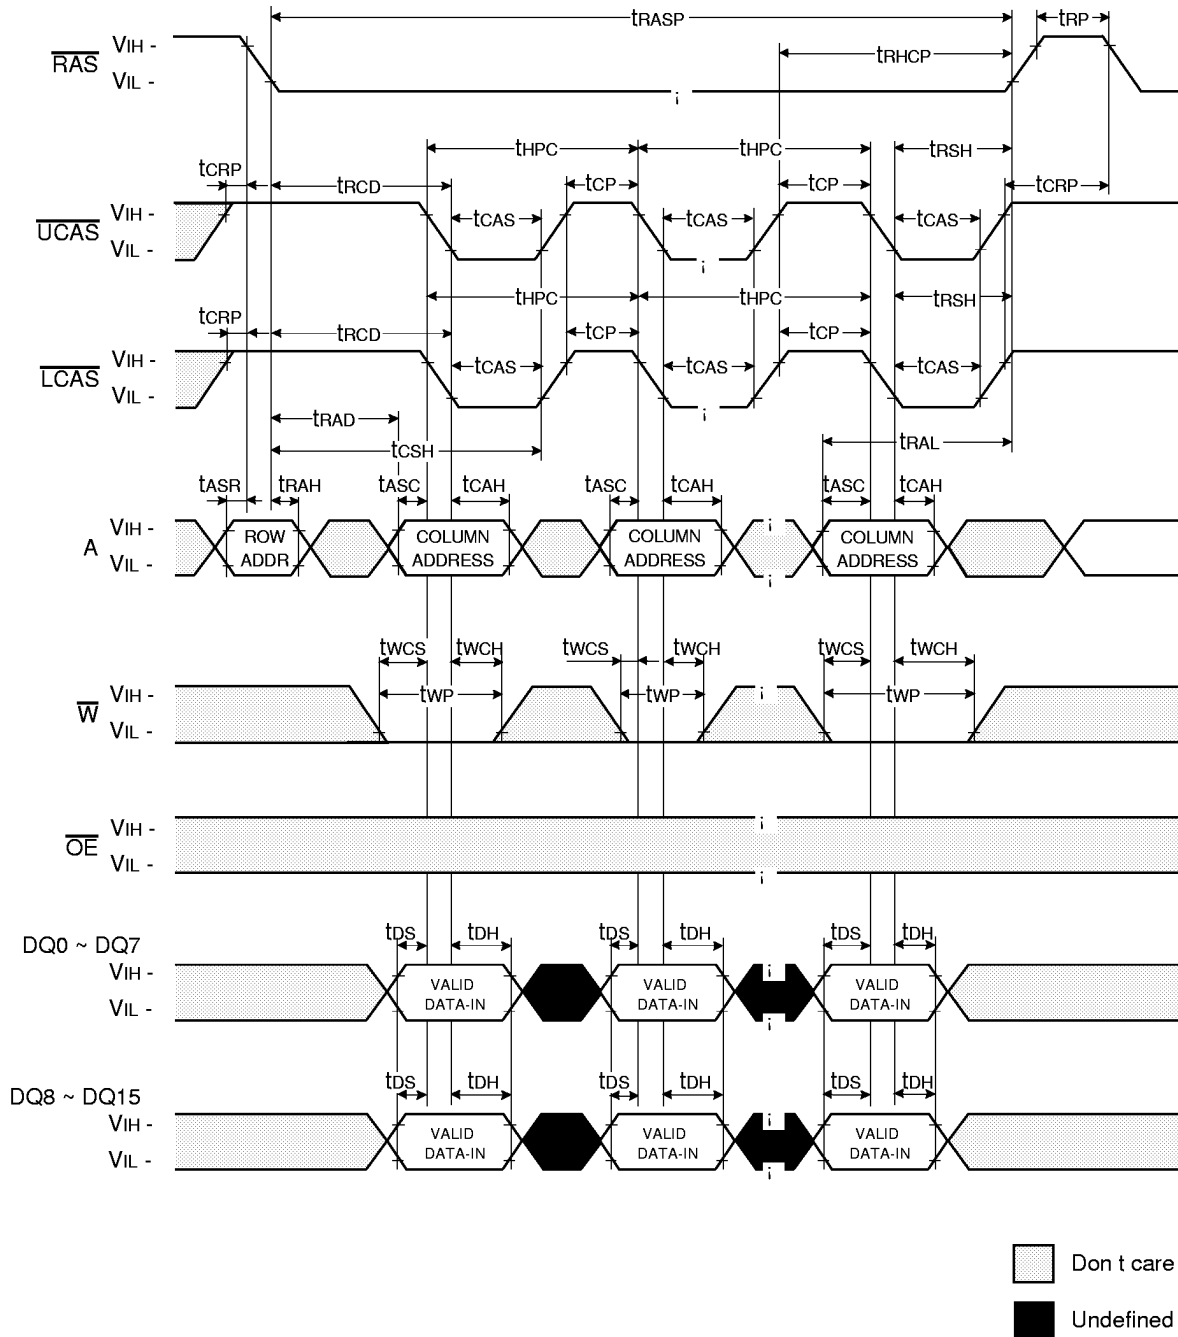 tRASP
tRP
RAS
VIH -
VIL -
tRHCP
tHPC
tHPC
tRSH
tCRP
tRCD
tCP
tCP
tCRP
UCAS
VIH -
VIL -
tCAS
tCAS
tCAS
tHPC
tHPC
tRSH
tCRP
tRCD
tCP
tCP
LCAS
VIH -
VIL -
tCAS
tCAS
tCAS
tRAD
tCSH
tRAL
tASR
tRAH
tASC
tCAH
tASC
tCAH
tASC
tCAH
A
VIH -
VIL -
ROW
ADDR
COLUMN
ADDRESS
COLUMN
ADDRESS
COLUMN
ADDRESS
tWCS
tWCH
tWCS
tWCH
tWCS
tWCH
tWP
tWP
tWP
W
VIH -
VIL -
OE
VIH -
VIL -
DQ0 ~ DQ7
VIH -
VIL -
tDS
tDH
tDS
tDH
tDS
tDH
VALID
DATA-IN
VALID
DATA-IN
VALID
DATA-IN
DQ8 ~ DQ15
VIH -
VIL -
tDS
tDH
tDS
tDH
tDS
tDH
VALID
DATA-IN
VALID
DATA-IN
VALID
DATA-IN
Don t care
Undefined